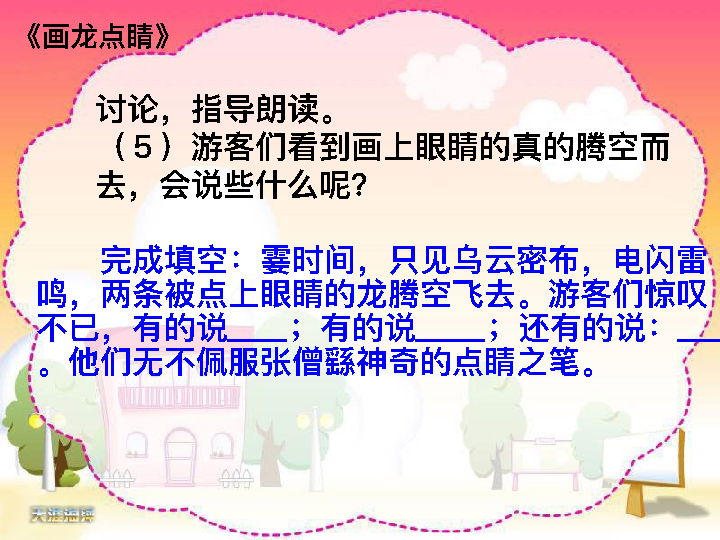 《画龙点睛》
讨论，指导朗读。
（５）游客们看到画上眼睛的真的腾空而
去，会说些什么呢？
完成填空：霎时间，只见乌云密布，电闪雷
鸣，两条被点上眼睛的龙腾空飞去。游客们惊叹
不已，有的说____；有的说_____；还有的说：___
。他们无不佩服张僧繇神奇的点睛之笔。